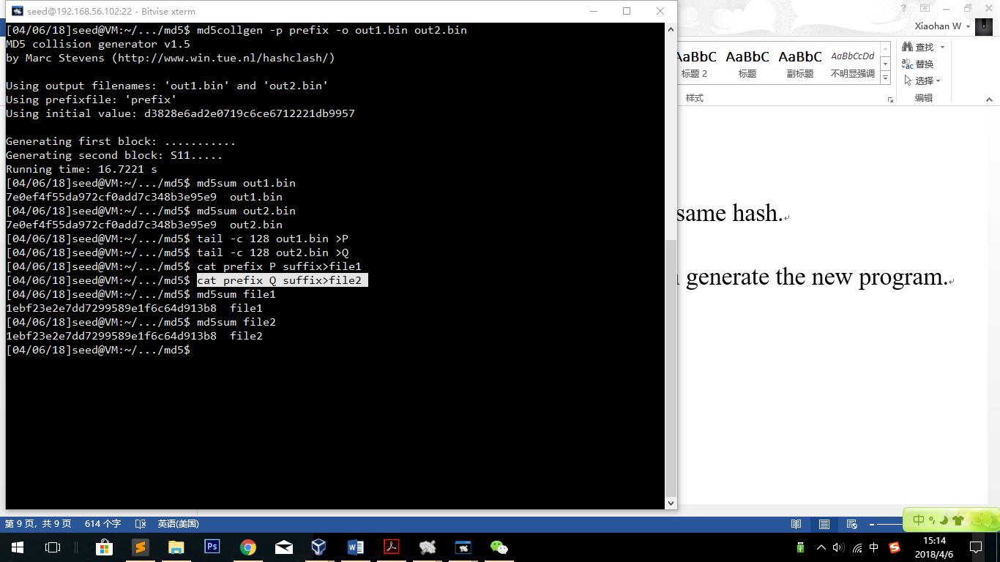 seed@192.168.56.102:22 - Bitvise xterm
[04/06/18]seed@VM:~/.../md5$ md5collgen -p prefix -o out1.bin out2.bin
MD5 collision generator v1.5
by Marc Stevens (http://www.win.tue.nl/hashclash/)
Using output filenames: 'out1.bin' and 'out2.bin'
Using prefixfile: 'prefix'
Using initial value: d3828e6ad2e0719c6ce6712221db9957
Generating first block: ...........
Generating second block: S11.....
Running time: 16.7221 s
[04/06/18]seed@VM:~/.../md5$ md5sum out1.bin
7e0ef4f55da972cf0add7c348b3e95e9  out1.bin
[04/06/18]seed@VM:~/.../md5$ md5sum out2.bin
7e0ef4f55da972cf0add7c348b3e95e9  out2.bin
[04/06/18]seed@VM:~/.../md5$ tail -c 128 out1.bin >P
[04/06/18]seed@VM:~/.../md5$ tail -c 128 out2.bin >Q
[04/06/18]seed@VM:~/.../md5$ cat prefix P suffix>file1
[04/06/18]seed@VM:~/.../md5$ cat prefix Q suffix>file2
[04/06/18]seed@VM:~/.../md5$ md5sum file1
1ebf23e2e7dd7299589e1f6c64d913b8  file1
[04/06/18]seed@VM:~/.../md5$ md5sum file2
1ebf23e2e7dd7299589e1f6c64d913b8  file2
[04/06/18]seed@VM:~/.../md5$
Xiaohan W
AaBbC AaBbC AaBbC AaBbCcDd
标题 2 标题 副标题 不明显强调
样式
查找
替换
选择
编辑
same hash.
generate the new program.
第 9 页，共 9 页 614 个字 英语(美国)
中
Ps
中
15:14
2018/4/6